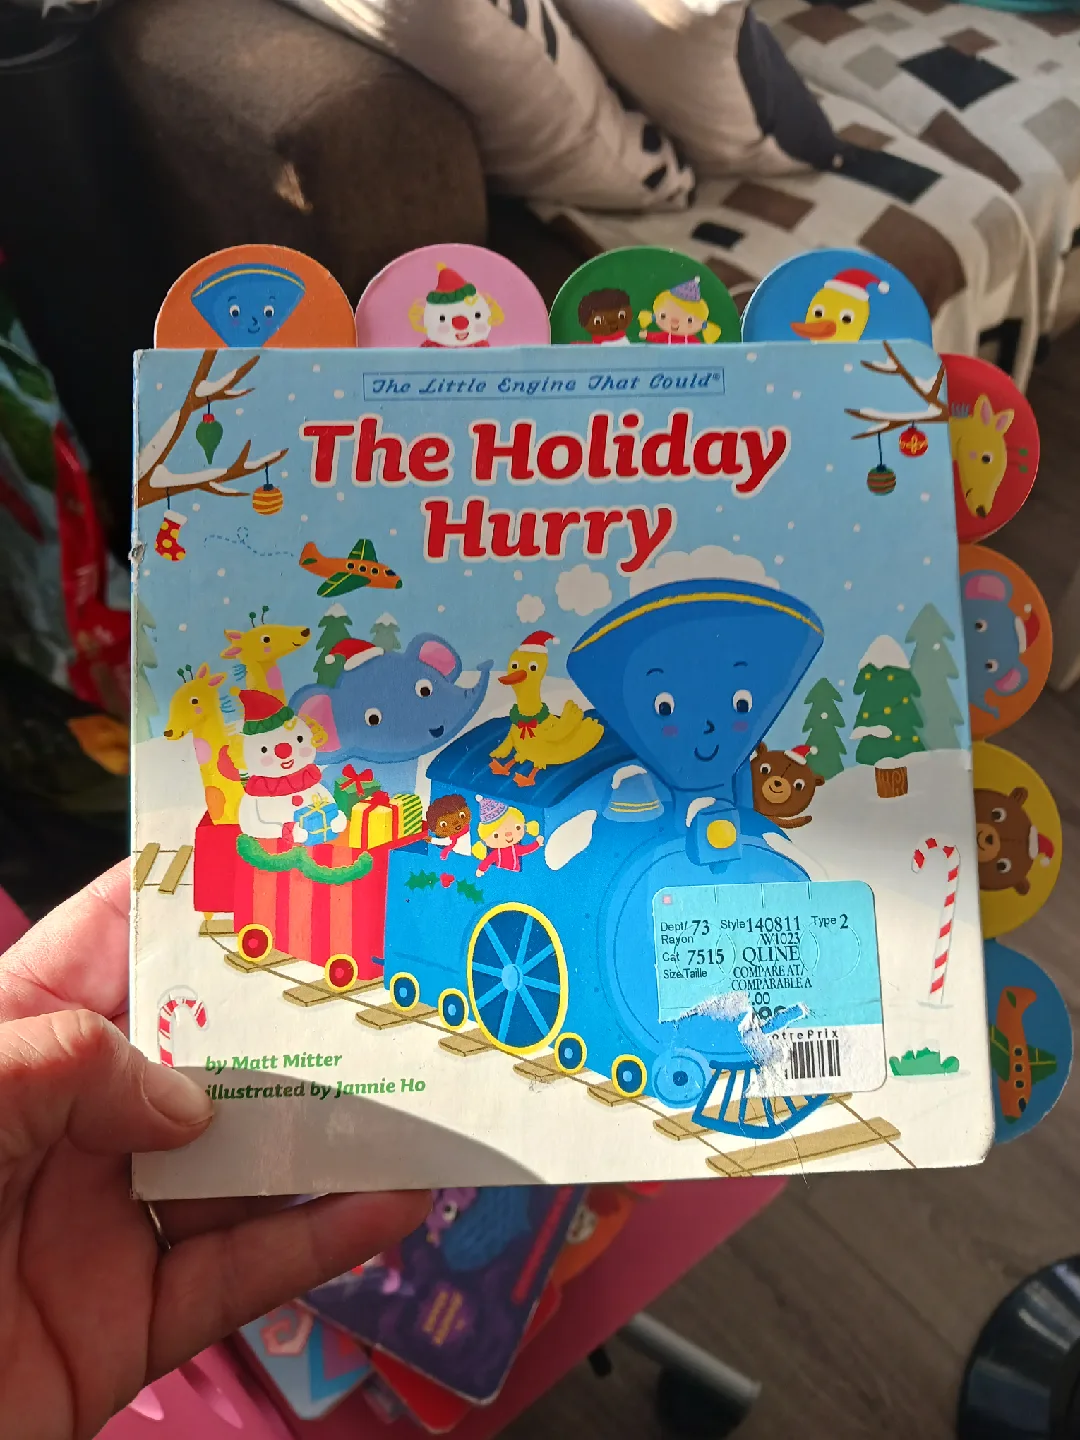 The Little Engine That Could®
The Holiday
Hurry
Dept/ 73 Style 140811 Type 2
Rayon W1023
Cat 7515 QLINE
Size/Taille COMPARE AT/
COMPARABLE A
.00
by Matt Mitter
illustrated by Jannie Ho